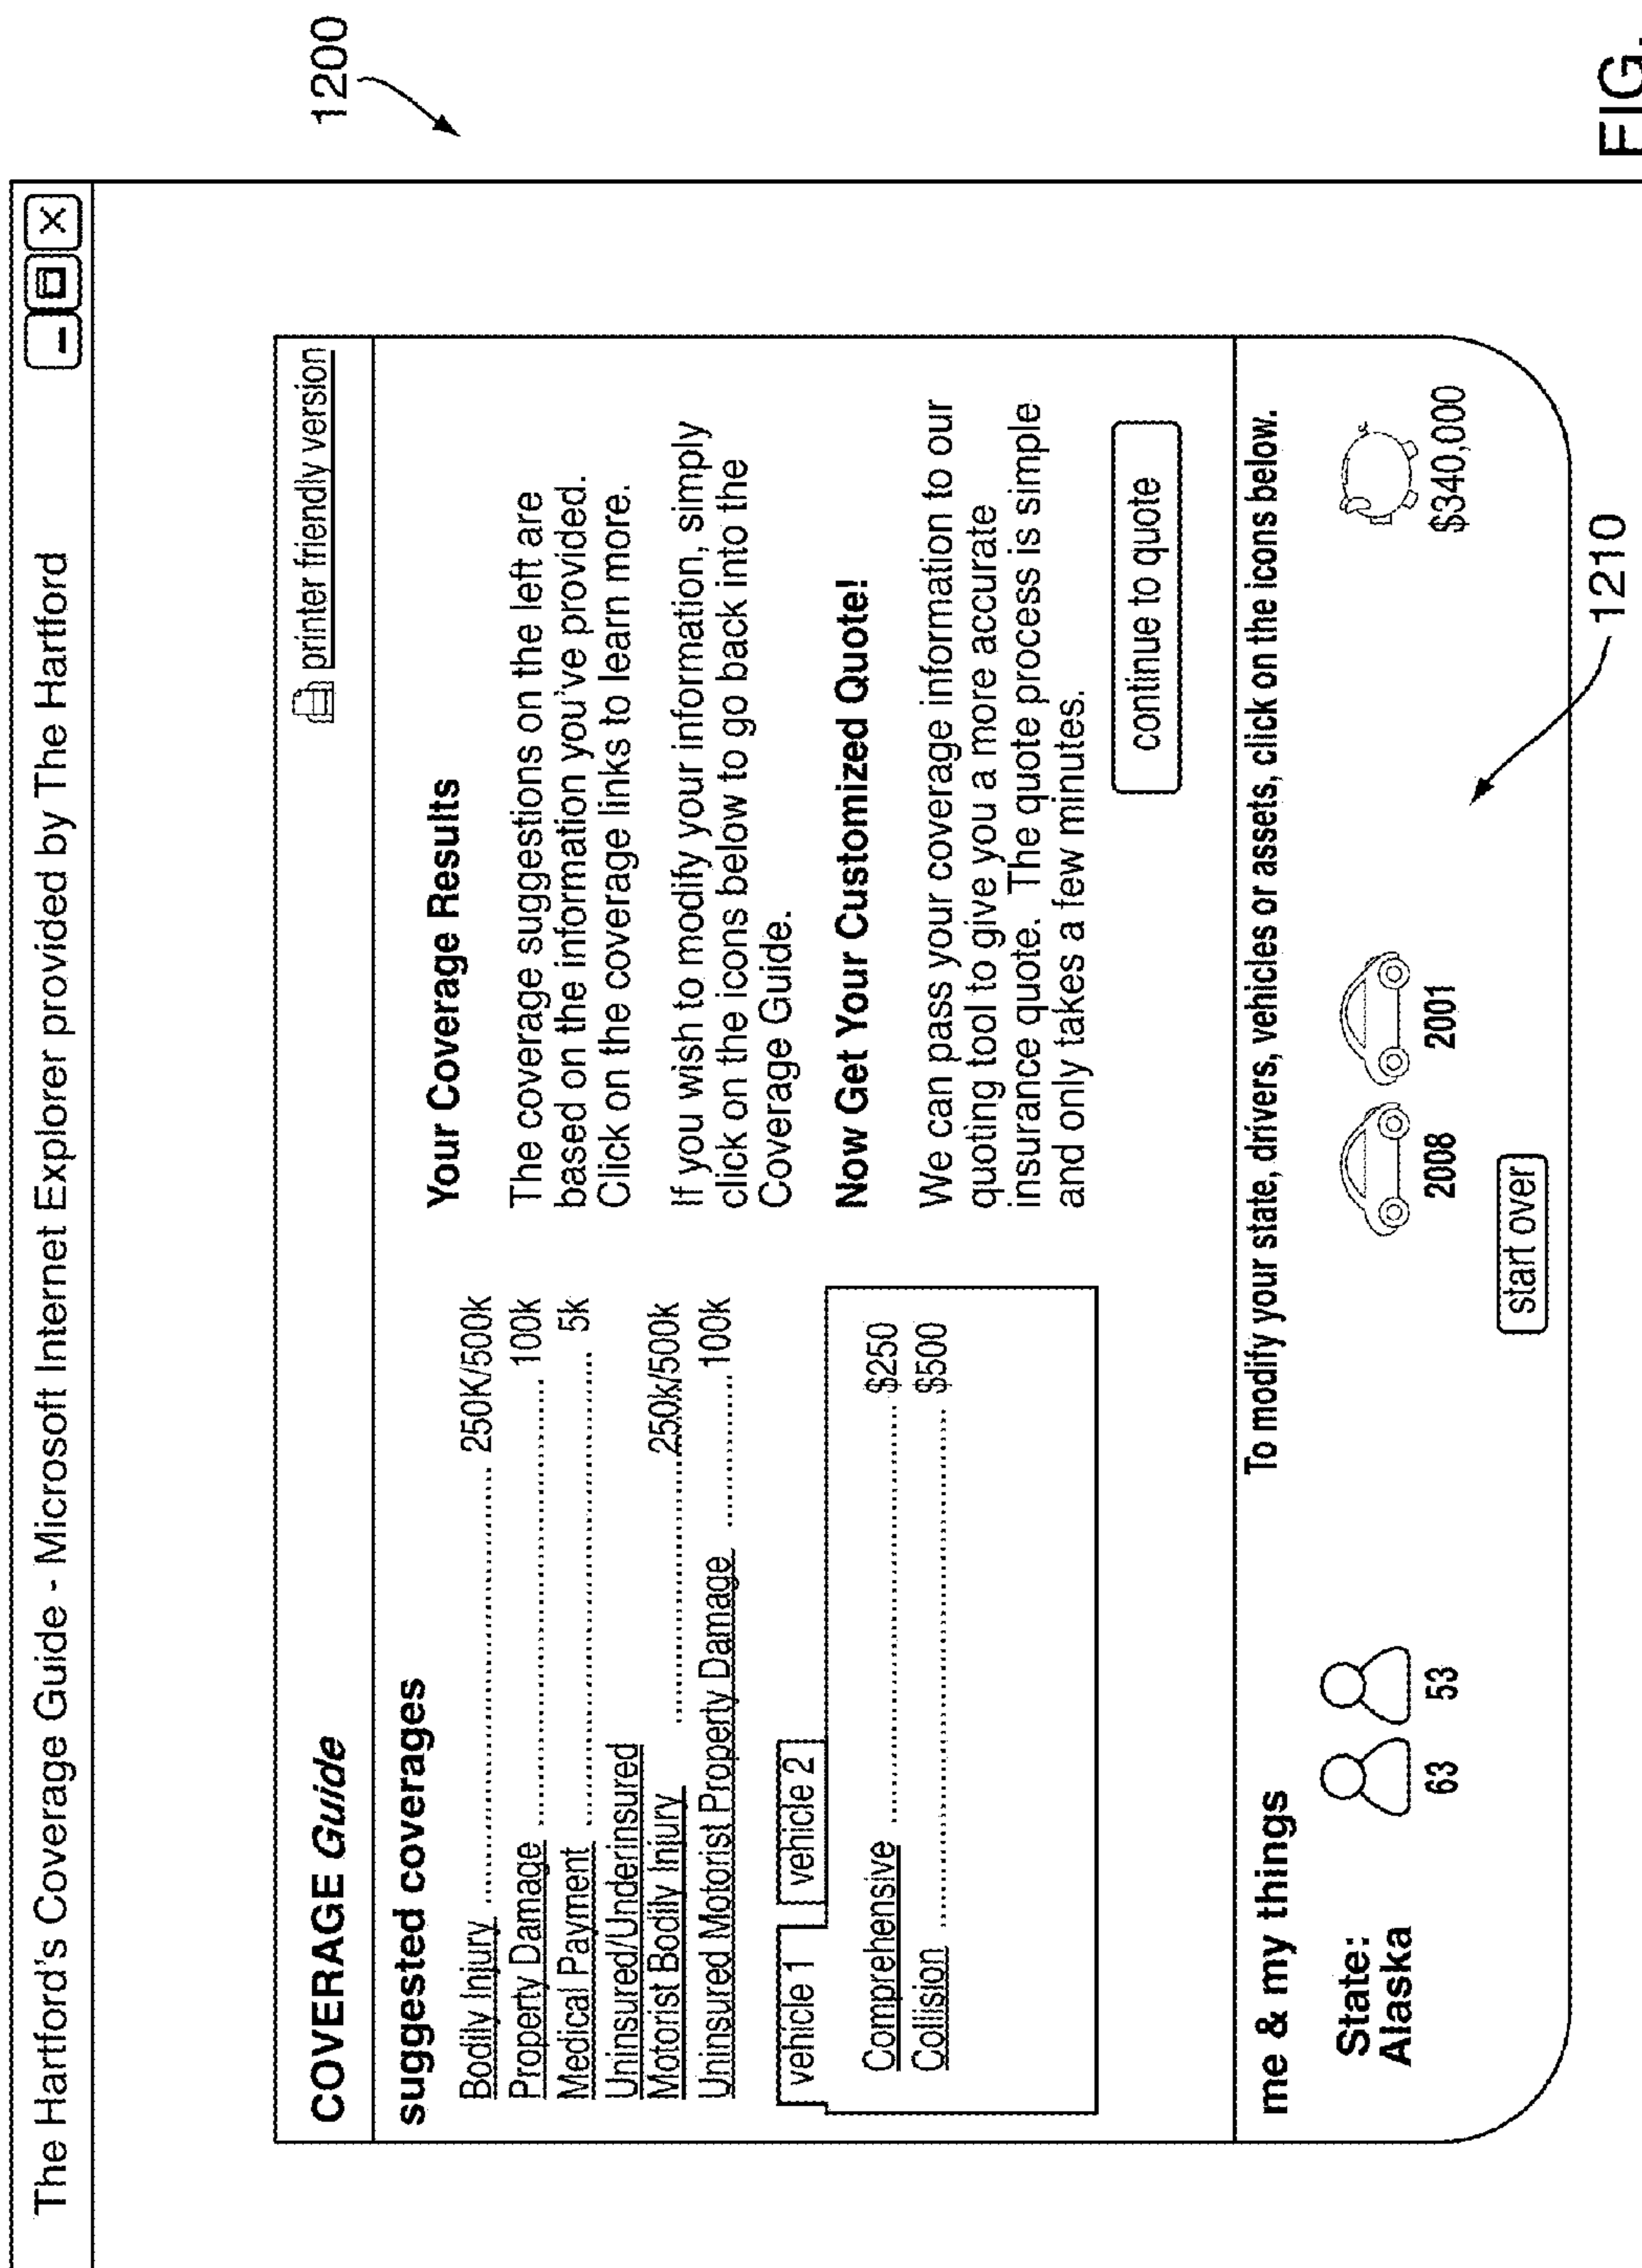 The Hartford's Coverage Guide - Microsoft Internet Explorer provided by The Hartford
1200
COVERAGE Guide
printer friendly version
suggested coverages
Bodily Injury ........ 250K/500k
Property Damage ........ 100k
Medical Payment ........ 5k
Uninsured/Underinsured
Motorist Bodily Injury ........ 250k/500k
Uninsured Motorist Property Damage ........ 100k
vehicle 1
vehicle 2
Comprehensive ........ $250
Collision ........ $500
Your Coverage Results
The coverage suggestions on the left are
based on the information you've provided.
Click on the coverage links to learn more.
If you wish to modify your information, simply
click on the icons below to go back into the
Coverage Guide.
Now Get Your Customized Quote!
We can pass your coverage information to our
quoting tool to give you a more accurate
insurance quote. The quote process is simple
and only takes a few minutes.
continue to quote
me & my things
To modify your state, drivers, vehicles or assets, click on the icons below.
State:
Alaska
63
53
2008
2001
$340,000
start over
1210
FIG.